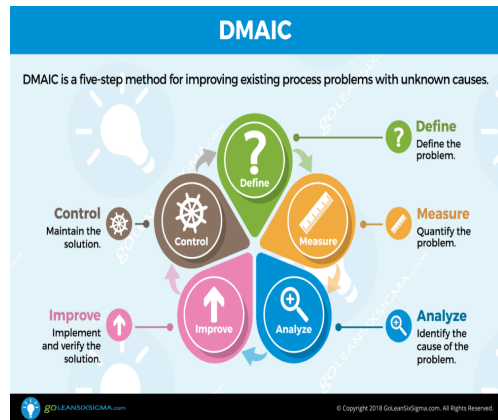 DMAIC
DMAIC is a five-step method for improving existing process problems with unknown causes.
Define
Define the
problem.
Define
Control
Maintain the
solution.
Control
Measure
Measure
Quantify the
problem.
Improve
Implement
and verify the
solution.
Improve
Analyze
Analyze
Identify the
cause of the
problem.
GOLEANSIXSIGMA.com
© Copyright 2018 GoLeanSixSigma.com. All Rights Reserved.